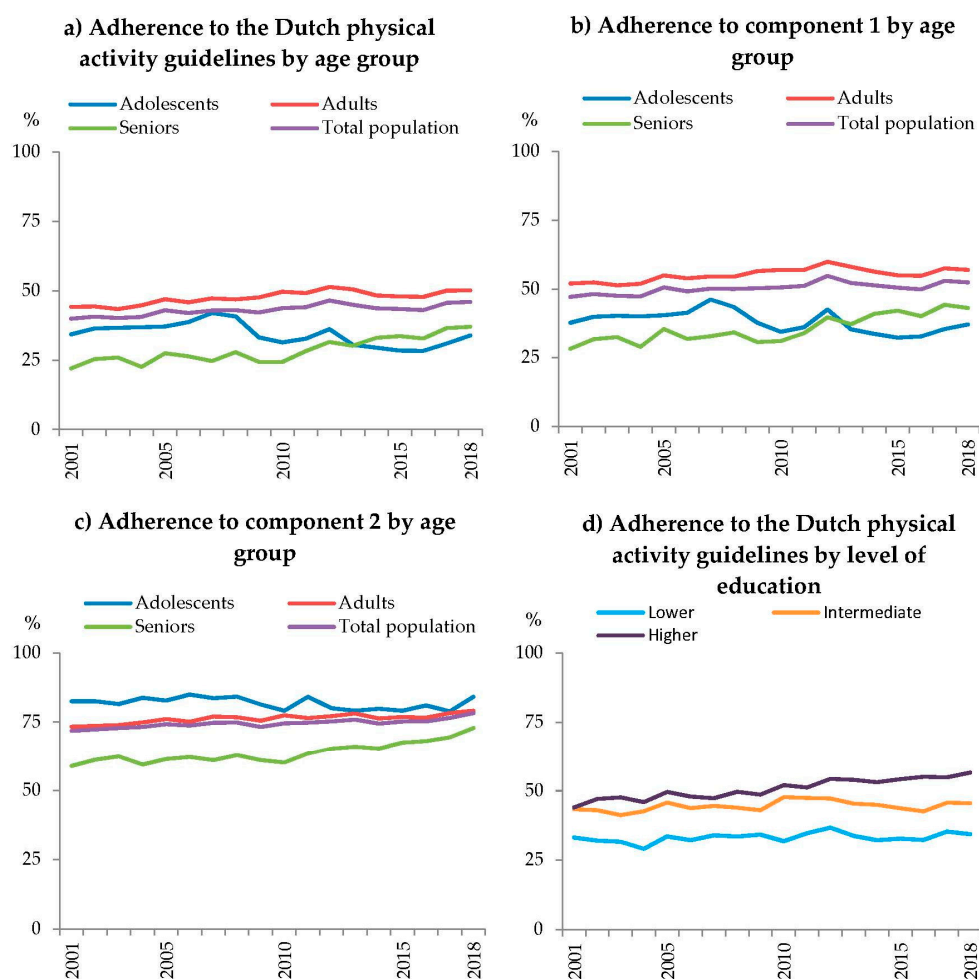 a) Adherence to the Dutch physical
activity guidelines by age group
Adolescents
Adults
%
Seniors
Total population
100
75
50
25
0
2001
2005
2010
2015
2018
b) Adherence to component 1 by age
group
Adolescents
Adults
%
Seniors
Total population
100
75
50
25
0
2001
2005
2010
2015
2018
c) Adherence to component 2 by age
group
Adolescents
Adults
%
Seniors
Total population
100
75
50
25
0
2001
2005
2010
2015
2018
d) Adherence to the Dutch physical
activity guidelines by level of
education
Lower
Intermediate
%
Higher
100
75
50
25
0
2001
2005
2010
2015
2018